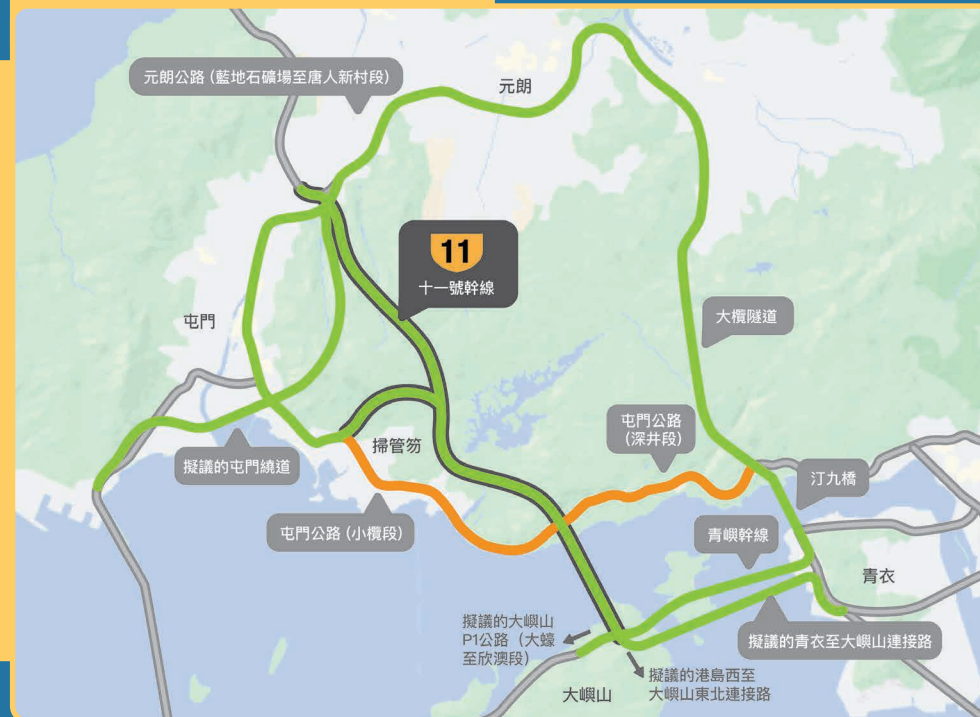 元朗公路 (藍地石礦場至唐人新村段)
元朗
11
十一號幹線
屯門
大欖隧道
屯門公路
(深井段)
掃管笏
擬議的屯門繞道
汀九橋
屯門公路 (小欖段)
青嶼幹線
青衣
擬議的大嶼山
P1公路（大蠔
至欣澳段）
擬議的青衣至大嶼山連接路
擬議的港島西至
大嶼山東北連接路
大嶼山